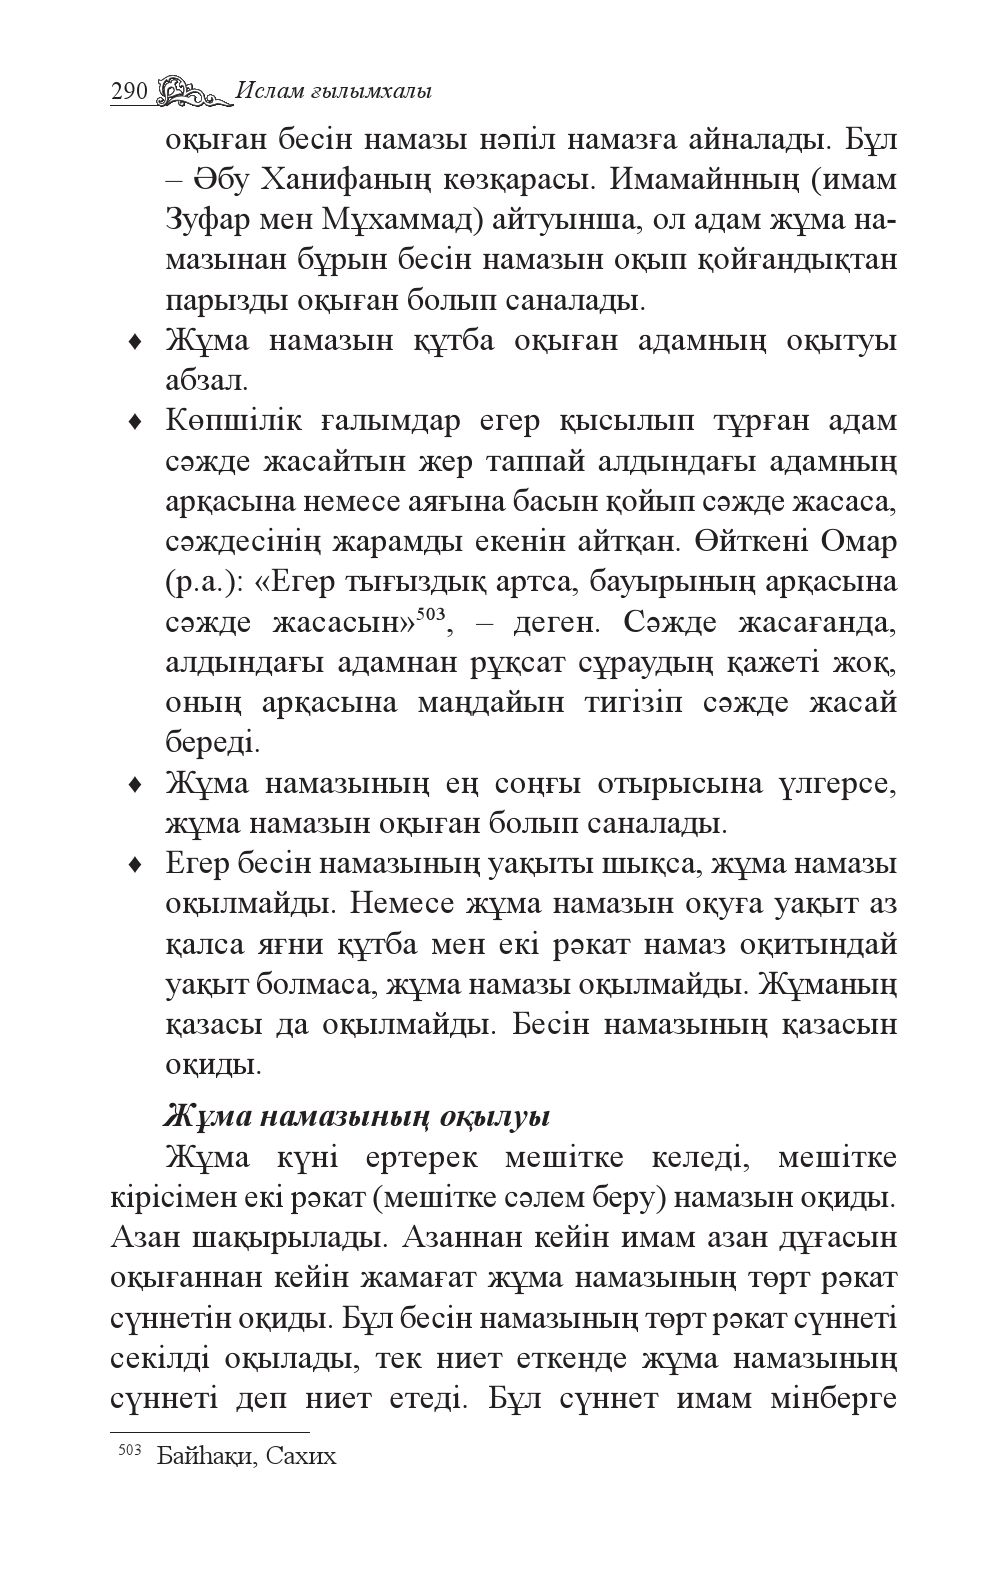 290 Ислам ғылымхалы
оқыған бесін намазы нәпіл намазға айналады. Бұл
– Әбу Ханифаның көзқарасы. Имамайнның (имам
Зуфар мен Мұхаммад) айтуынша, ол адам жұма на-
мазынан бұрын бесін намазын оқып қойғандықтан
парызды оқыған болып саналады.
♦ Жұма намазын құтба оқыған адамның оқытуы
абзал.
♦ Көпшілік ғалымдар егер қысылып тұрған адам
сәжде жасайтын жер таппай алдындағы адамның
арқасына немесе аяғына басын қойып сәжде жасаса,
сәждесінің жарамды екенін айтқан. Өйткені Омар
(р.а.): «Егер тығыздық артса, бауырының арқасына
сәжде жасасын»⁵⁰³, – деген. Сәжде жасағанда,
алдындағы адамнан рұқсат сұраудың қажеті жоқ,
оның арқасына маңдайын тигізіп сәжде жасай
береді.
♦ Жұма намазының ең соңғы отырысына үлгерсе,
жұма намазын оқыған болып саналады.
♦ Егер бесін намазының уақыты шықса, жұма намазы
оқылмайды. Немесе жұма намазын оқуға уақыт аз
қалса яғни құтба мен екі рәкат намаз оқитындай
уақыт болмаса, жұма намазы оқылмайды. Жұманың
қазасы да оқылмайды. Бесін намазының қазасын
оқиды.
Жұма намазының оқылуы
Жұма күні ертерек мешітке келеді, мешітке
кірісімен екі рәкат (мешітке сәлем беру) намазын оқиды.
Азан шақырылады. Азаннан кейін имам азан дұғасын
оқығаннан кейін жамағат жұма намазының төрт рәкат
сүннетін оқиды. Бұл бесін намазының төрт рәкат сүннеті
секілді оқылады, тек ниет еткенде жұма намазының
сүннеті деп ниет етеді. Бұл сүннет имам мінберге
⁵⁰³ Байһақи, Сахих